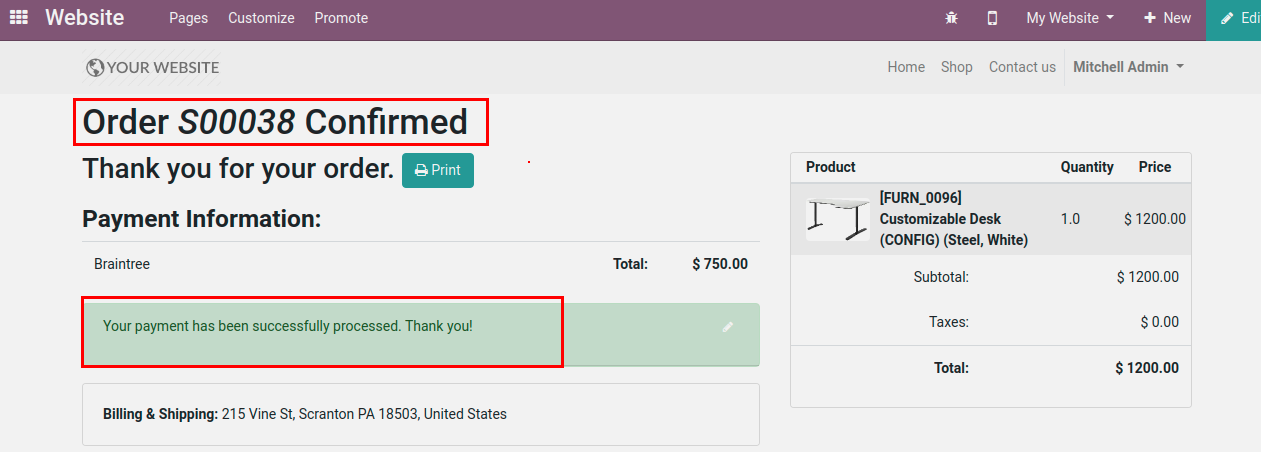 Website Pages Customize Promote My Website + New Edi
YOUR WEBSITE Home Shop Contact us Mitchell Admin
Order S00038 Confirmed
Thank you for your order. Print
Payment Information:
Braintree Total: $ 750.00
Your payment has been successfully processed. Thank you!
Billing & Shipping: 215 Vine St, Scranton PA 18503, United States
Product Quantity Price
[FURN_0096]
Customizable Desk 1.0 $ 1200.00
(CONFIG) (Steel, White)
Subtotal: $ 1200.00
Taxes: $ 0.00
Total: $ 1200.00